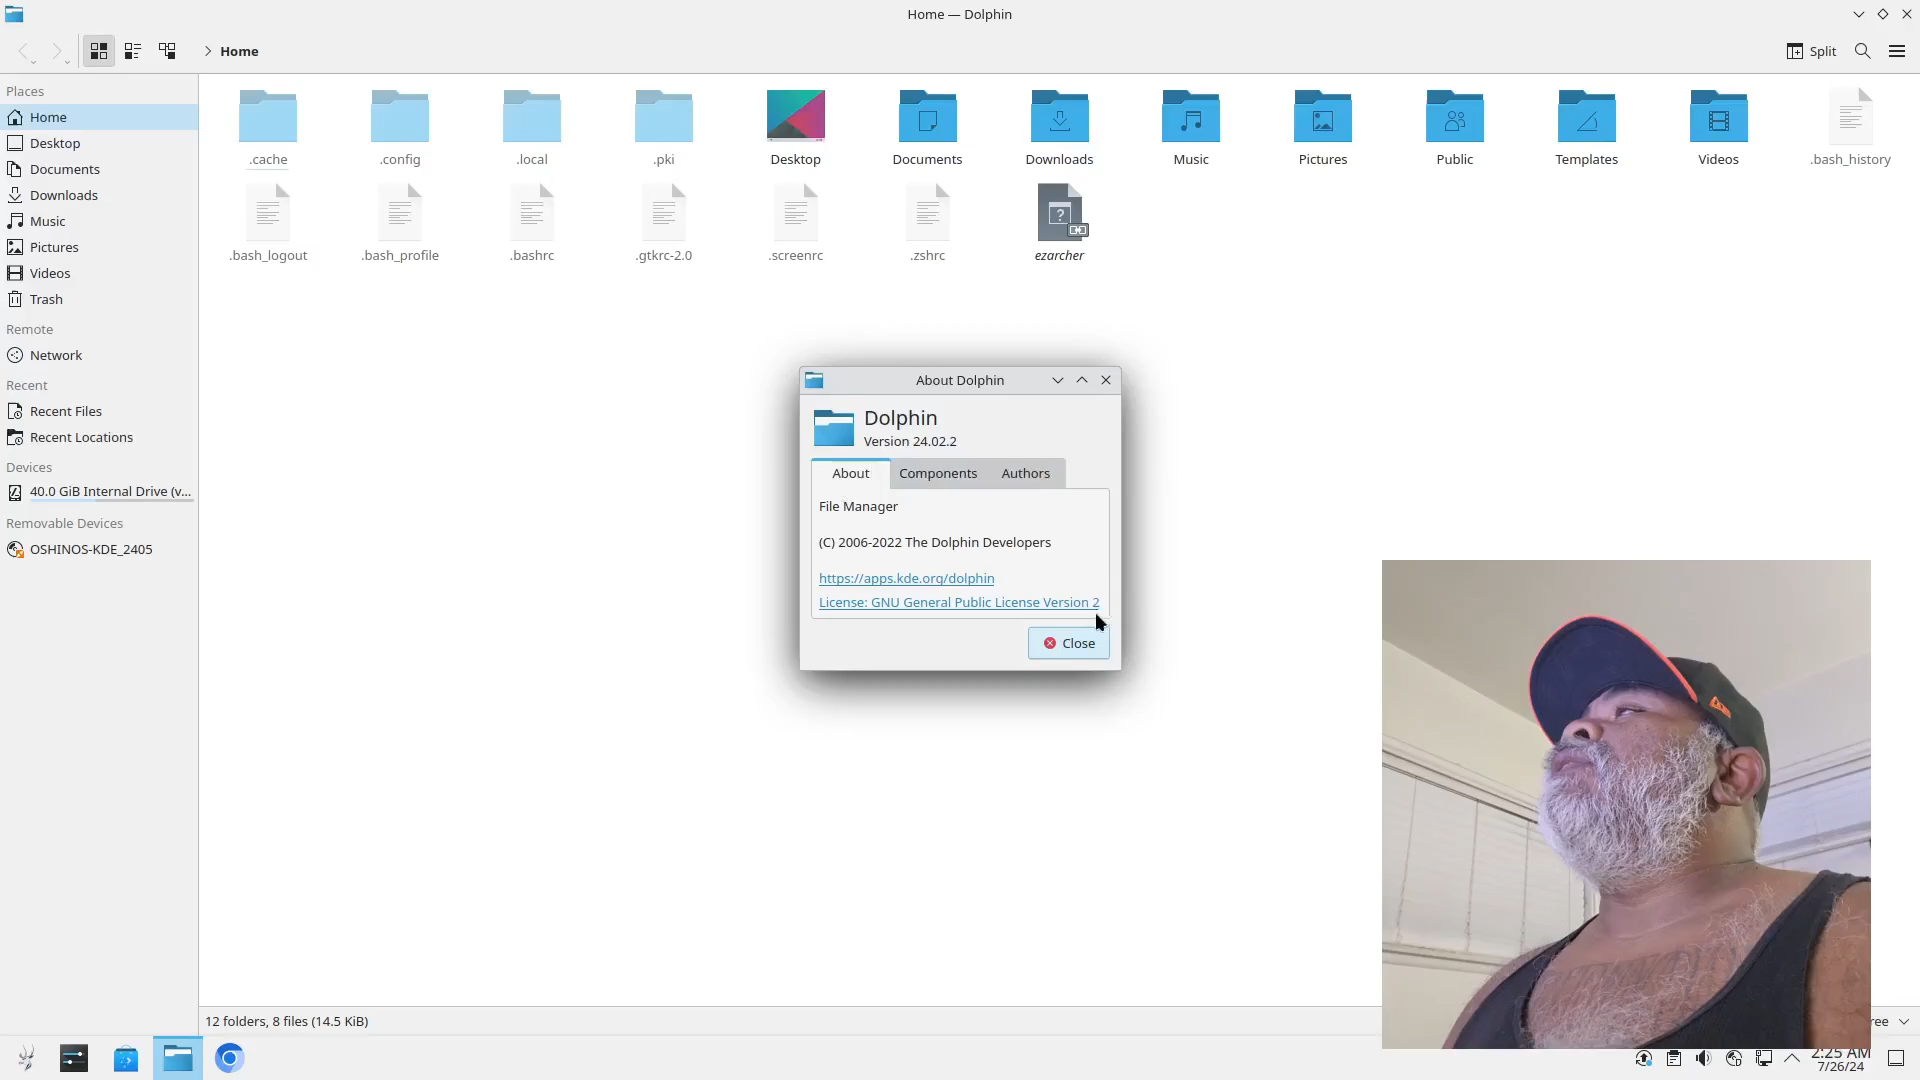 Home — Dolphin
Home
Split
Places
Home
Desktop
Documents
Downloads
Music
Pictures
Videos
Trash
Remote
Network
Recent
Recent Files
Recent Locations
Devices
40.0 GiB Internal Drive (v...
Removable Devices
OSHINOS-KDE_2405
.cache
.config
.local
.pki
Desktop
Documents
Downloads
Music
Pictures
Public
Templates
Videos
.bash_history
.bash_logout
.bash_profile
.bashrc
.gtkrc-2.0
.screenrc
.zshrc
ezarcher
About Dolphin
Dolphin
Version 24.02.2
About Components Authors
File Manager
(C) 2006-2022 The Dolphin Developers
https://apps.kde.org/dolphin
License: GNU General Public License Version 2
Close
12 folders, 8 files (14.5 KiB)
ree
2:25 AM
7/26/24